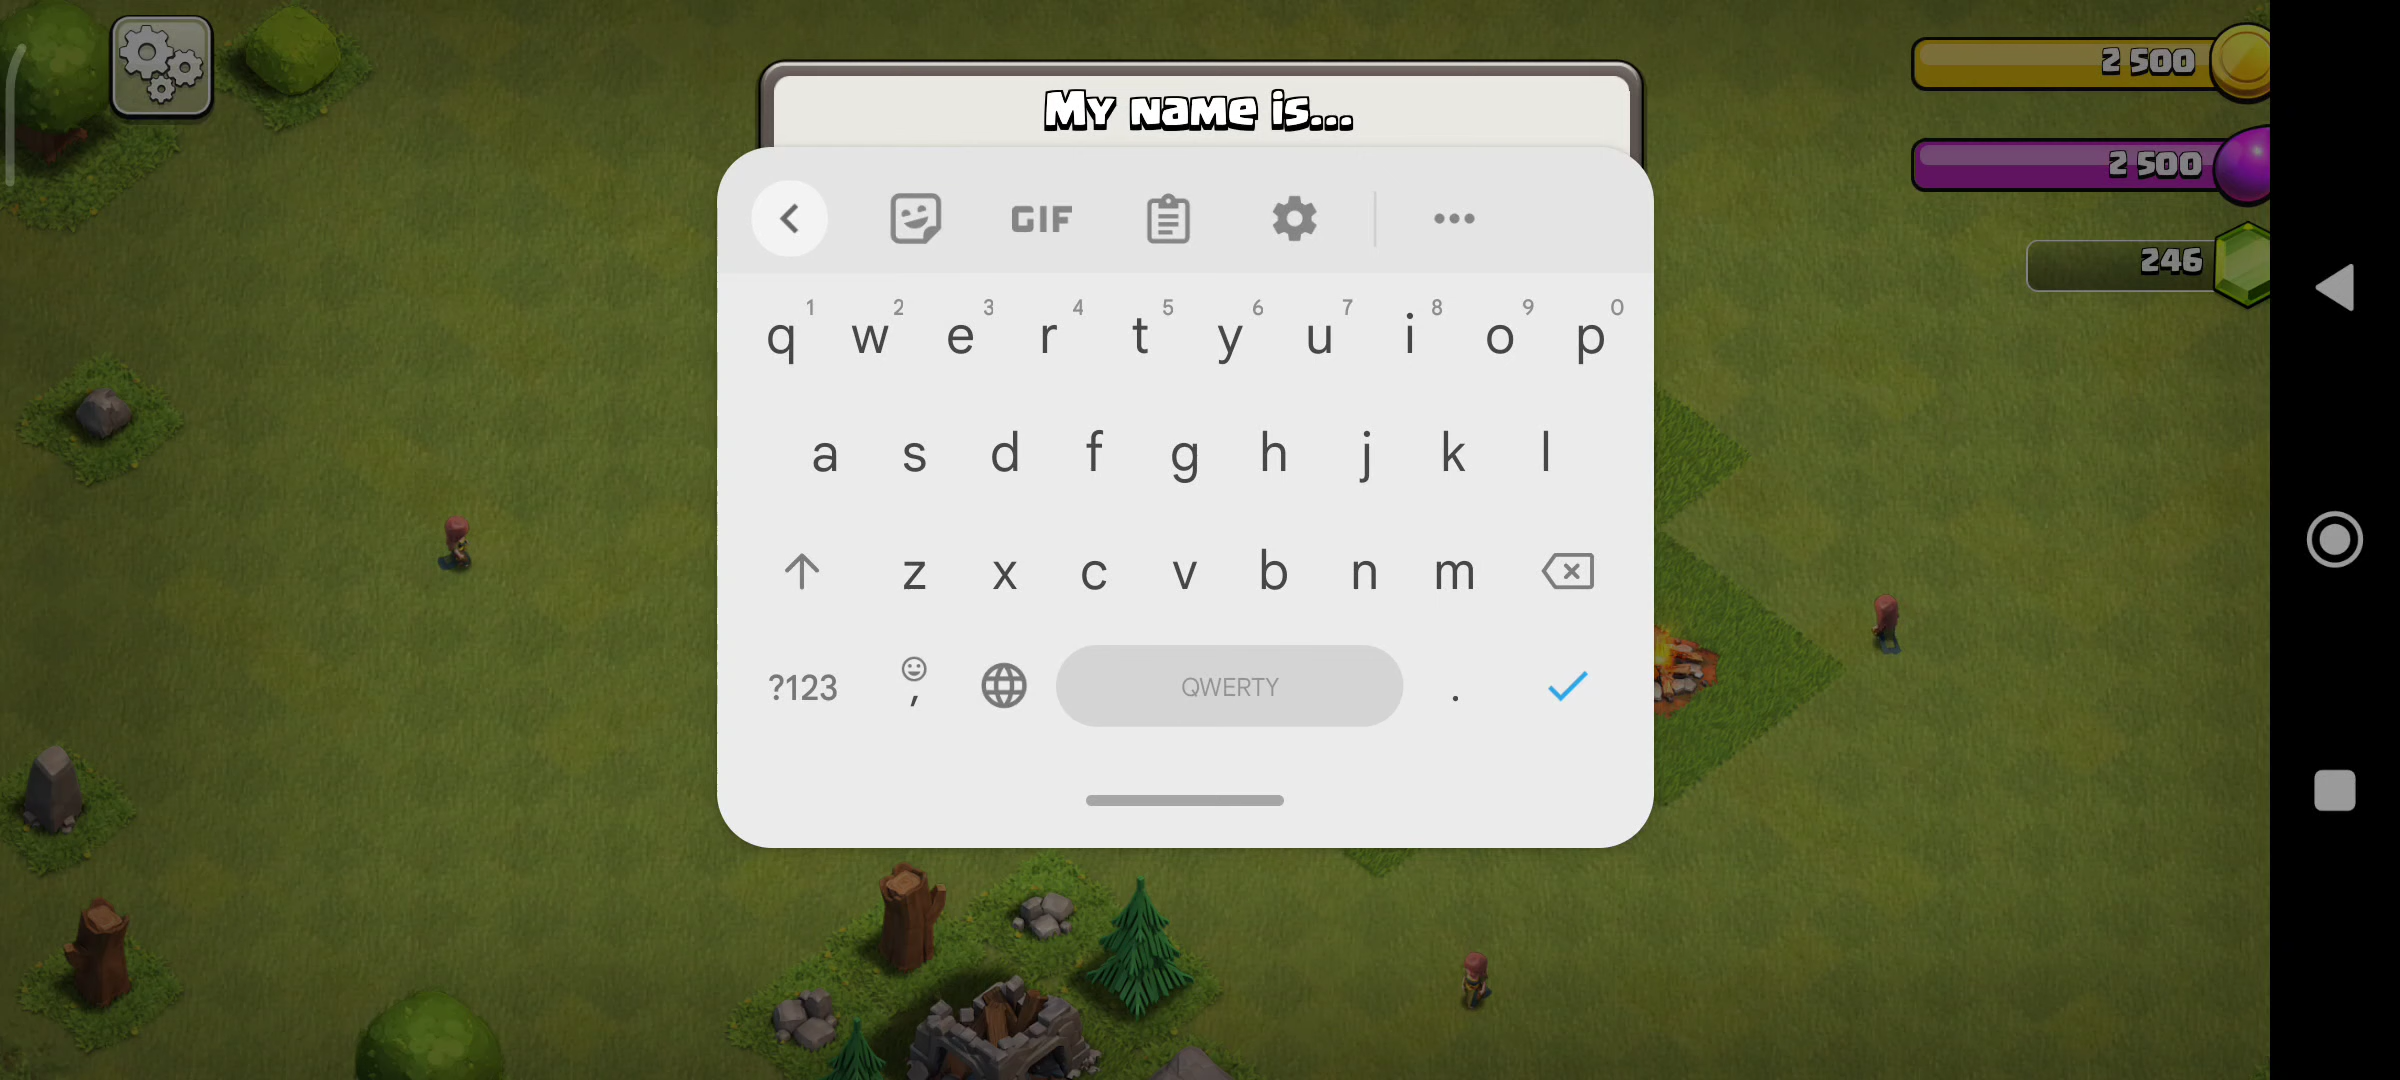 My name is...
2 500
2 500
246
GIF
1 2 3 4 5 6 7 8 9 0
q w e r t y u i o p
a s d f g h j k l
z x c v b n m
?123 , QWERTY .